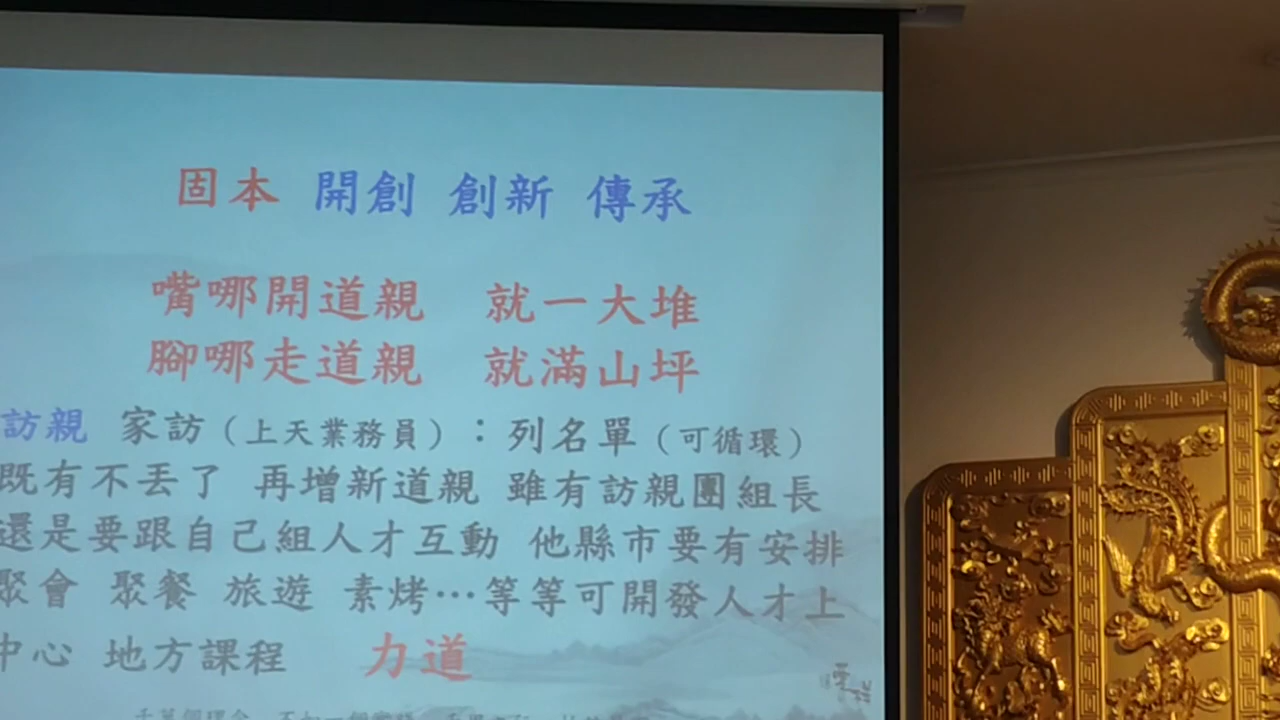 固本 開創 創新 傳承
嘴哪開道親 就一大堆
腳哪走道親 就滿山坪
訪親 家訪(上天業務員):列名單(可循環)
既有不丟了 再增新道親 雖有訪親團組長
還是要跟自己組人才互動 他縣市要有安排
聚會 聚餐 旅遊 素烤…等等可開發人才上
中心 地方課程 力道